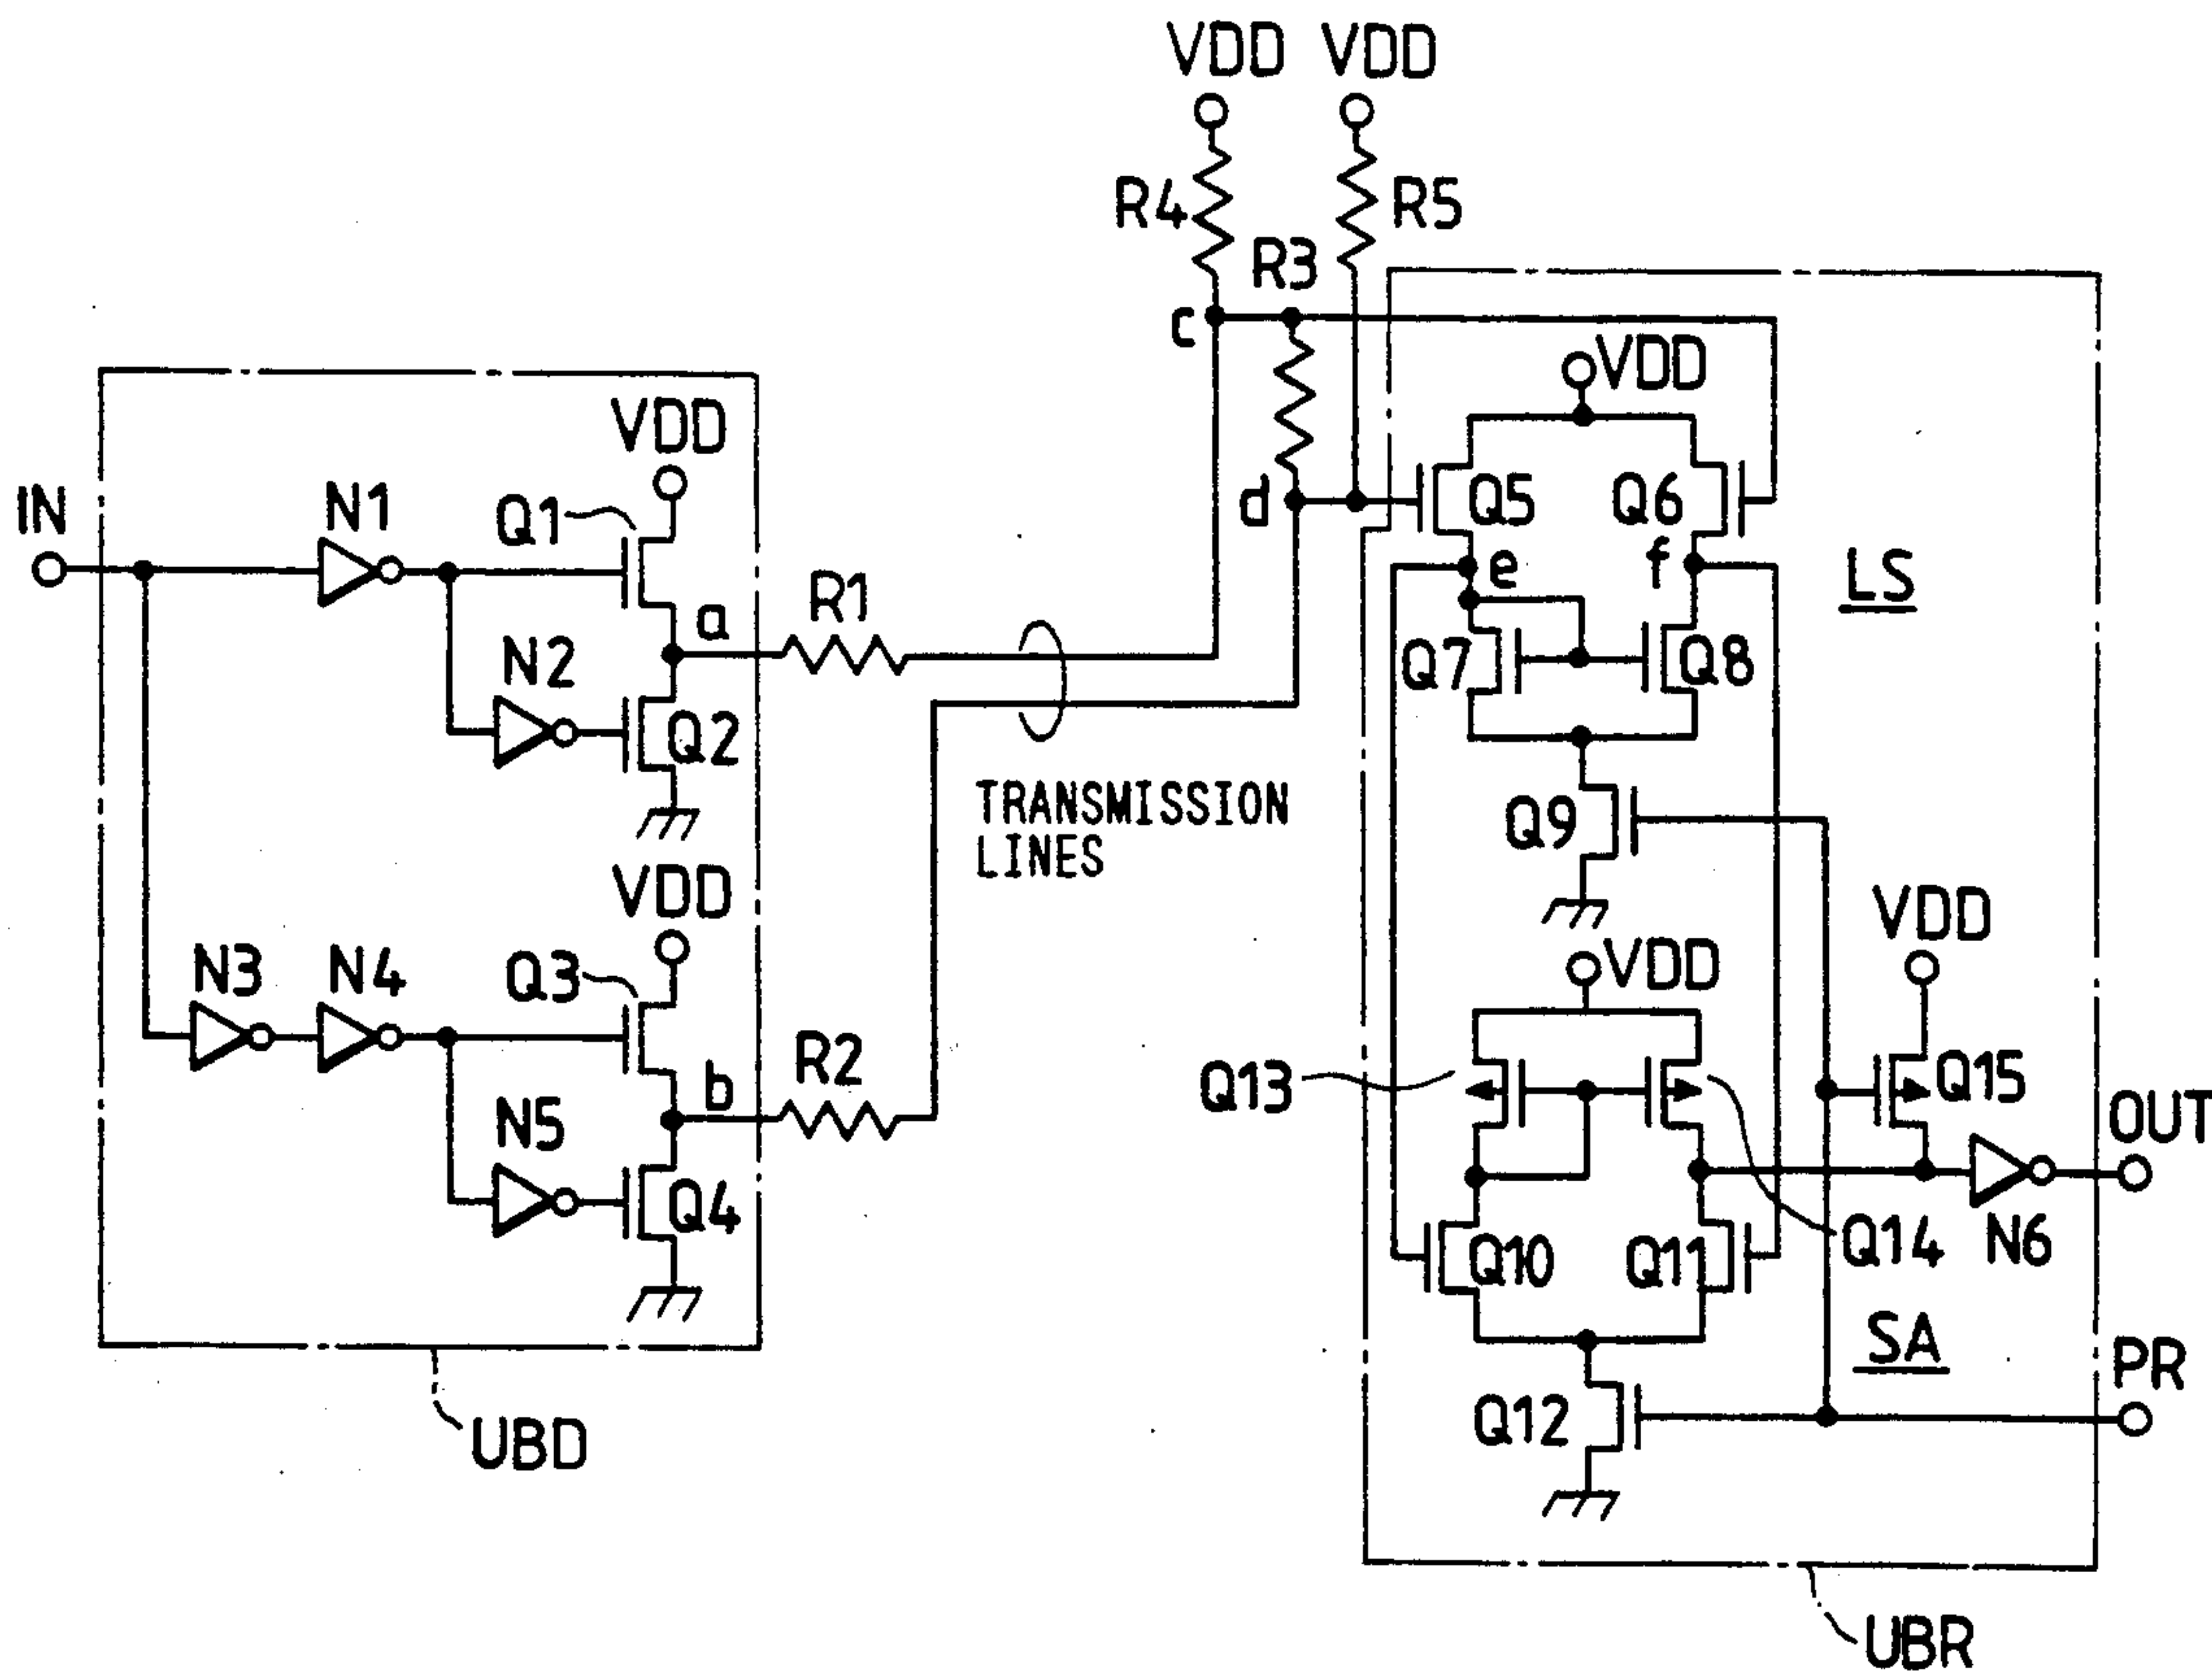 VDD VDD
R4
R5
R3
c
VDD
VDD
IN
N1
Q1
d
Q5
Q6
e
f
LS
a
R1
N2
Q7
Q8
Q2
TRANSMISSION
LINES
Q9
VDD
VDD
VDD
N3
N4
Q3
Q13
Q15
b
R2
OUT
N5
Q4
Q10
Q11
Q14
N6
SA
PR
Q12
UBD
UBR